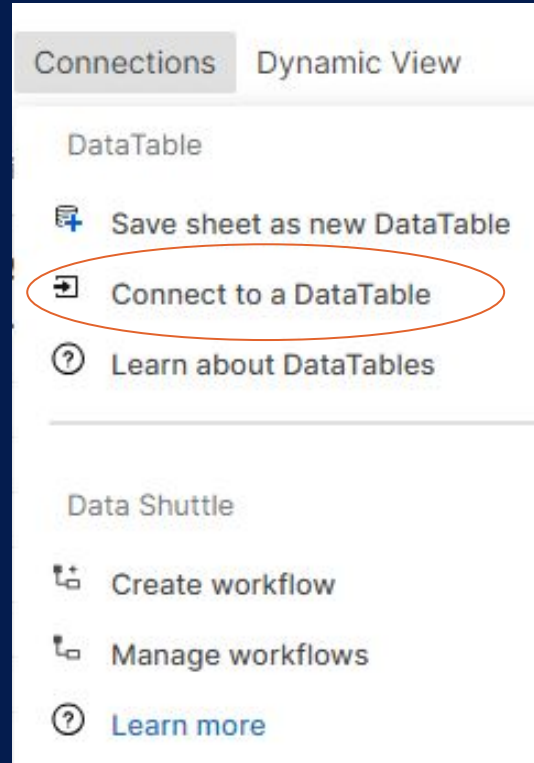 Connections Dynamic View
DataTable
Save sheet as new DataTable
Connect to a DataTable
Learn about DataTables
Data Shuttle
Create workflow
Manage workflows
Learn more